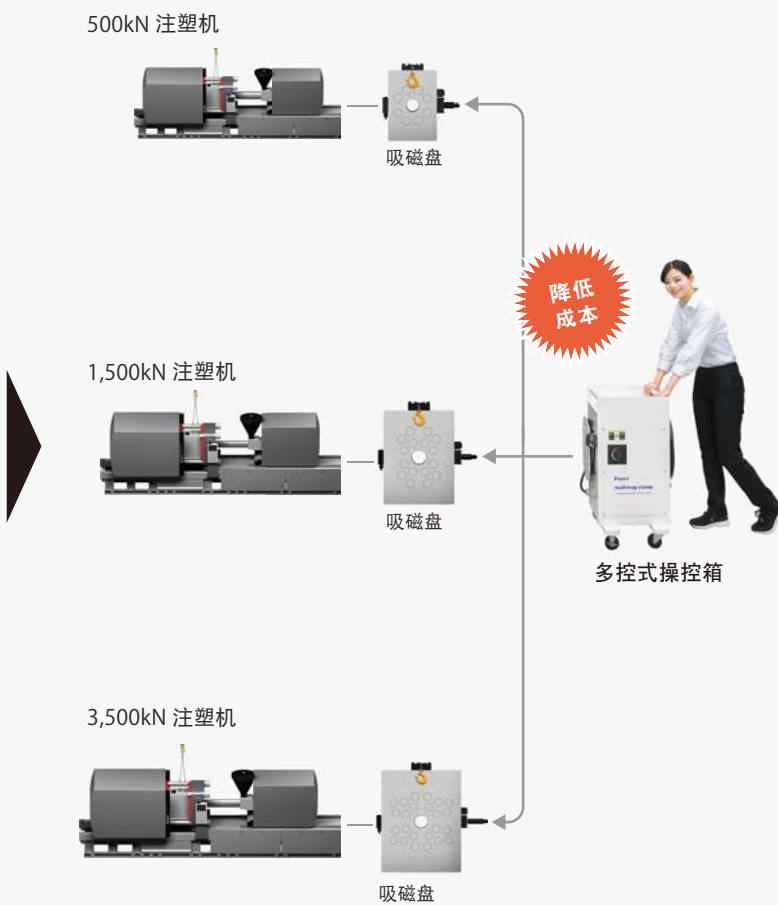 500kN 注塑机
吸磁盘
降低
成本
1,500kN 注塑机
吸磁盘
Pascal
多控式操控箱
3,500kN 注塑机
吸磁盘